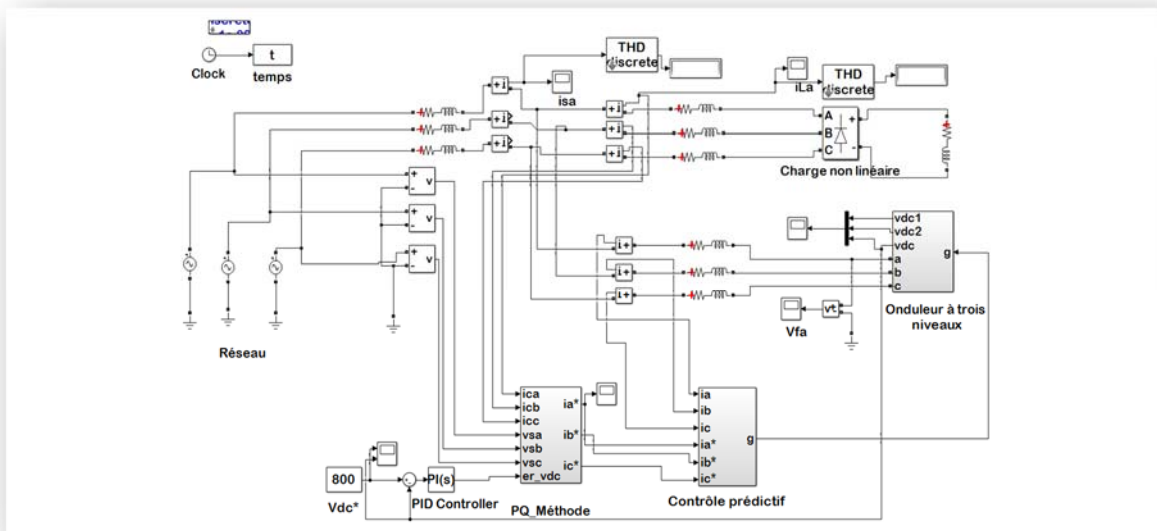 Clock
t
temps
THD
discrete
+i
isa
iLa
THD
discrete
+i
+i
+i
+i
+i
A
B
C
+
-
Charge non linéaire
+
-
v
+
-
v
+
-
v
Réseau
i+
i+
i+
vdc1
vdc2
vdc
a
b
c
g
Onduleur à trois
niveaux
vt
Vfa
ica
icb
icc
vsa
vsb
vsc
er_vdc
ia*
ib*
ic*
PQ_Méthode
ia
ib
ic
ia*
ib*
ic*
g
Contrôle prédictif
800
Vdc*
PI(s)
PID Controller